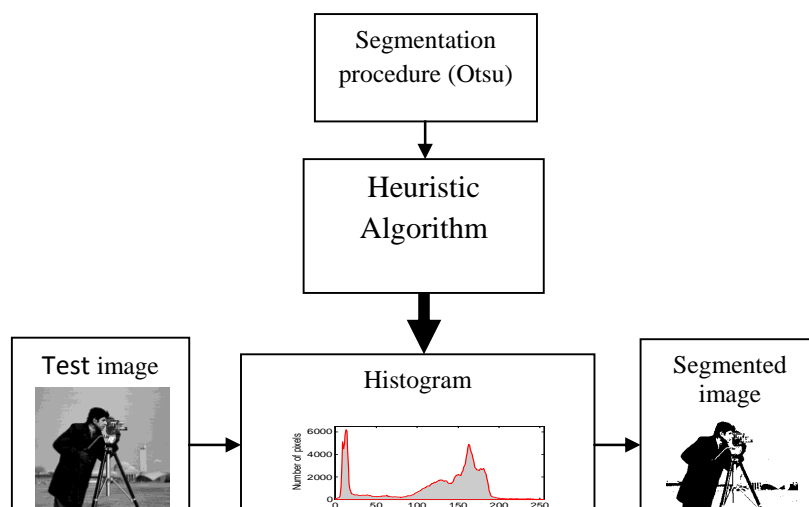 Segmentation
procedure (Otsu)
Heuristic
Algorithm
Test image
Histogram
Segmented
image
Number of pixels
6000
4000
2000
0
0 50 100 150 200 250